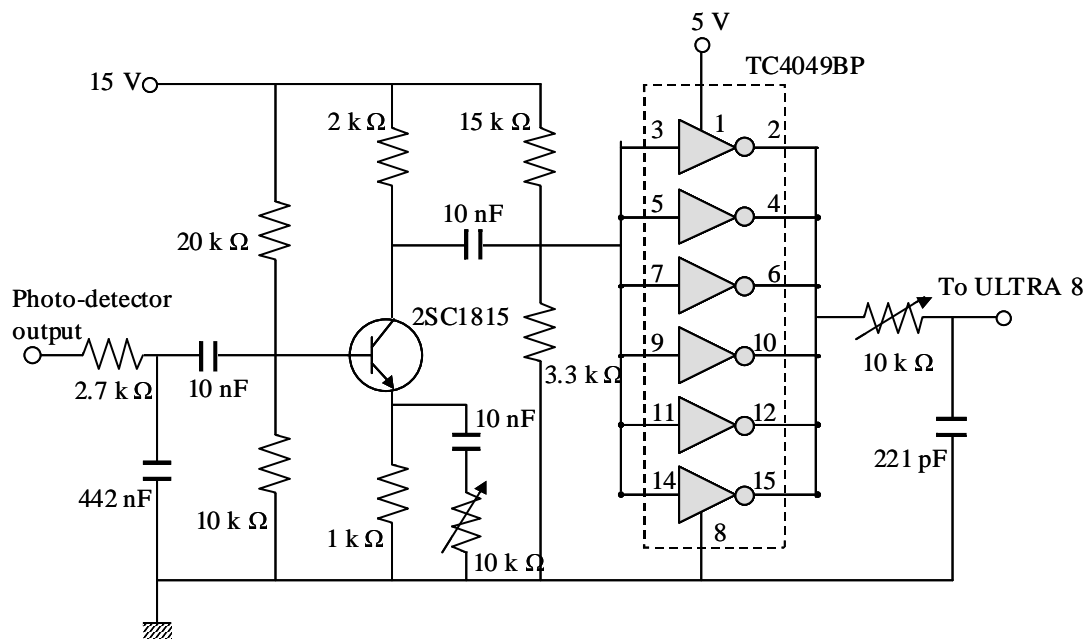 5 V
TC4049BP
15 V
2 k Ω
15 k Ω
3
1
2
5
4
10 nF
20 k Ω
7
6
Photo-detector
output
2SC1815
To ULTRA 8
9
10
2.7 k Ω
10 nF
3.3 k Ω
10 k Ω
10 nF
11
12
442 nF
221 pF
14
15
10 k Ω
1 k Ω
10 k Ω
8